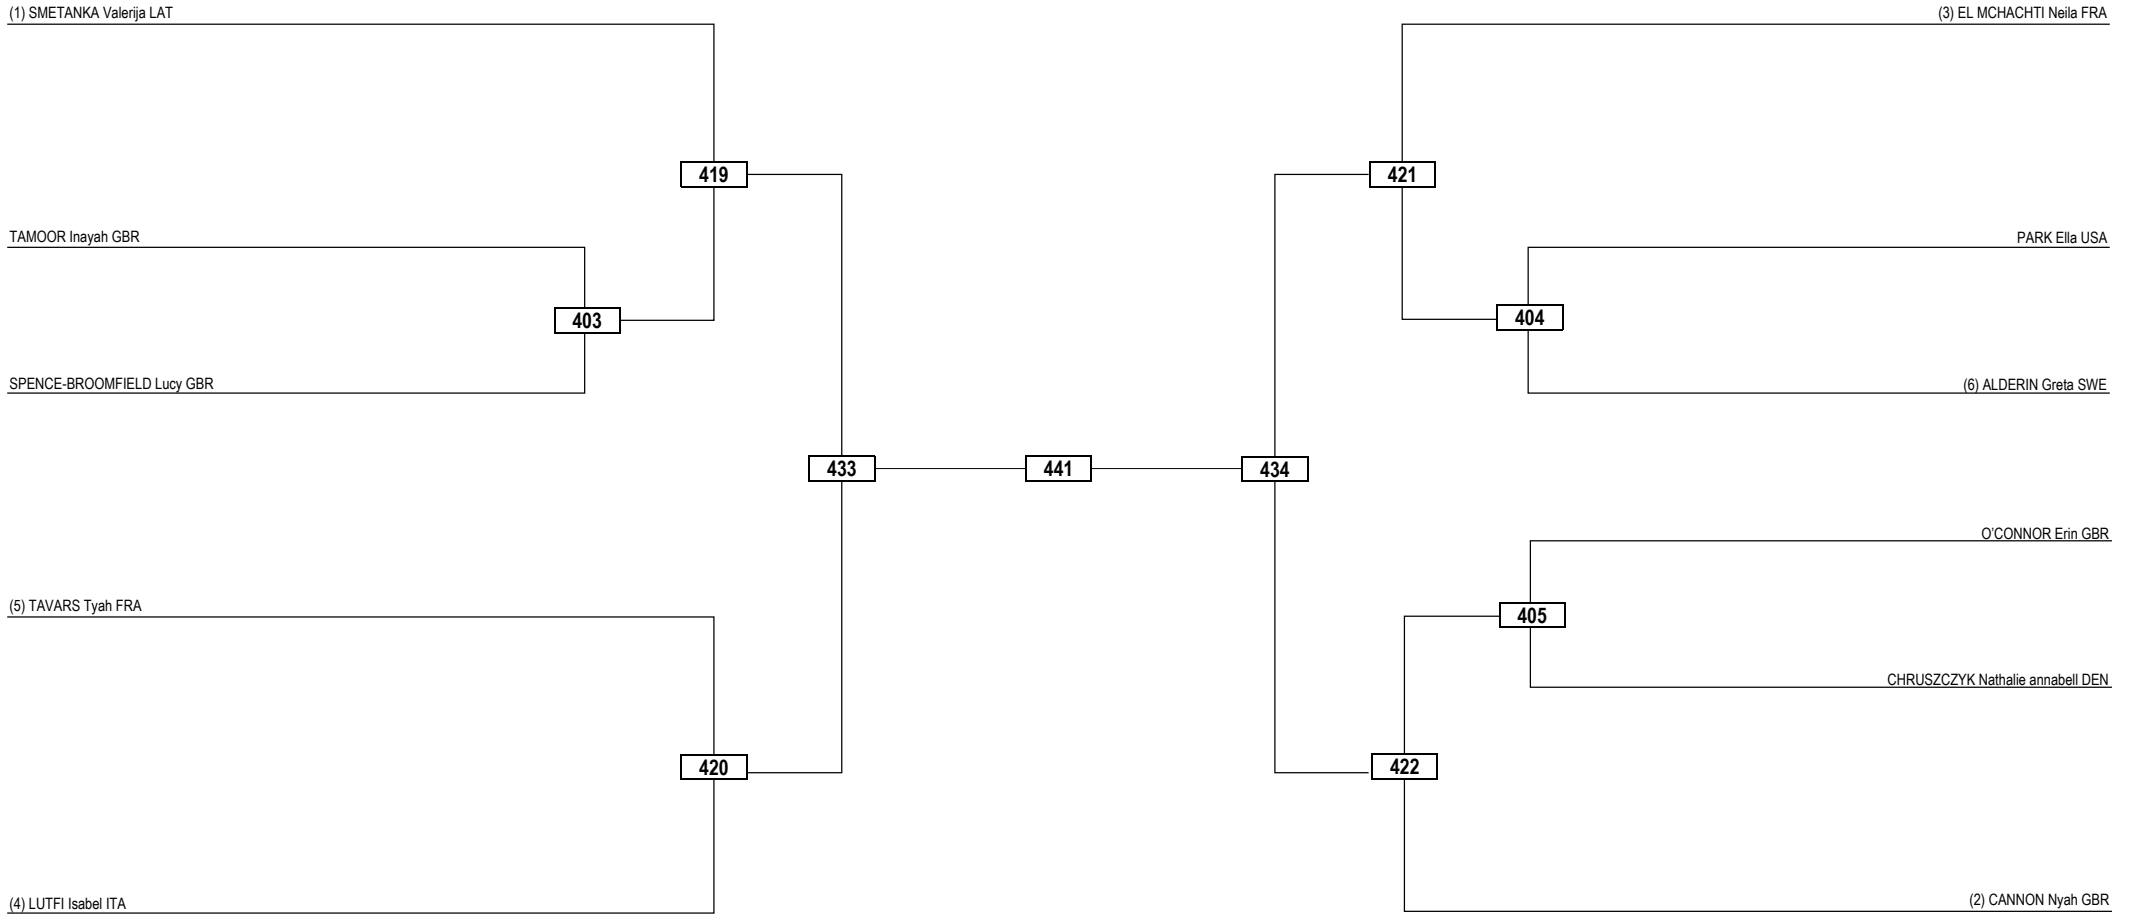 (1) SMETANKA Valerija LAT
(3) EL MCHACHTI Neila FRA
419
421
TAMOOR Inayah GBR
PARK Ella USA
403
404
SPENCE-BROOMFIELD Lucy GBR
(6) ALDERIN Greta SWE
433
441
434
O'CONNOR Erin GBR
(5) TAVARS Tyah FRA
405
CHRUSZCZYK Nathalie annabell DEN
420
422
(4) LUTFI Isabel ITA
(2) CANNON Nyah GBR